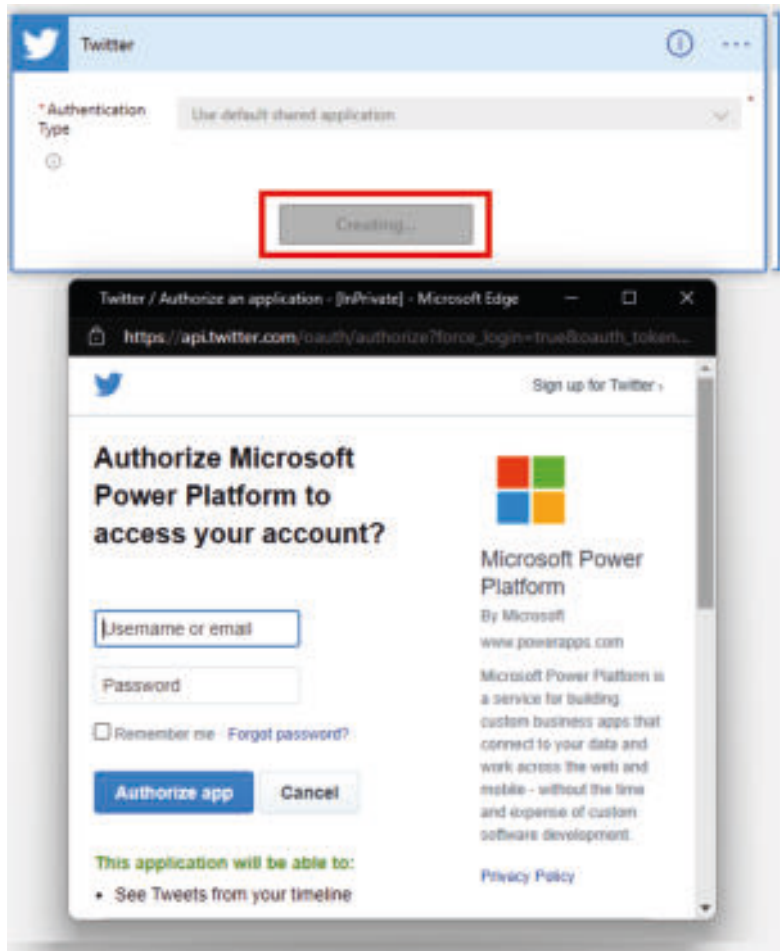 Twitter
*Authentication
Type
Use default shared application
*
Creating...
Twitter / Authorize an application - [InPrivate] - Microsoft Edge
https://api.twitter.com/oauth/authorize?force_login=true&oauth_token...
Sign up for Twitter ›
Authorize Microsoft
Power Platform to
access your account?
Username or email
Password
Remember me · Forgot password?
Authorize app
Cancel
This application will be able to:
• See Tweets from your timeline
Microsoft Power
Platform
By Microsoft
www.powerapps.com
Microsoft Power Platform is
a service for building
custom business apps that
connect to your data and
work across the web and
mobile - without the time
and expense of custom
software development.
Privacy Policy